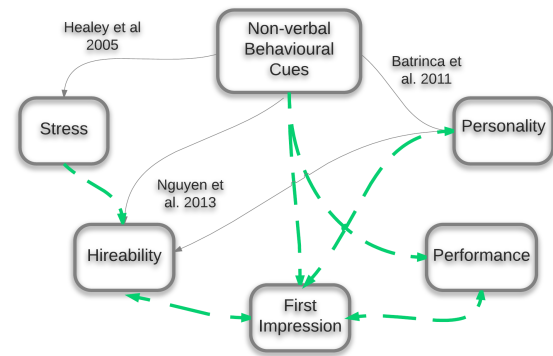 Healey et al
2005
Non-verbal
Behavioural
Cues
Batrinca et
al. 2011
Stress
Personality
Nguyen et
al. 2013
Hireability
Performance
First
Impression